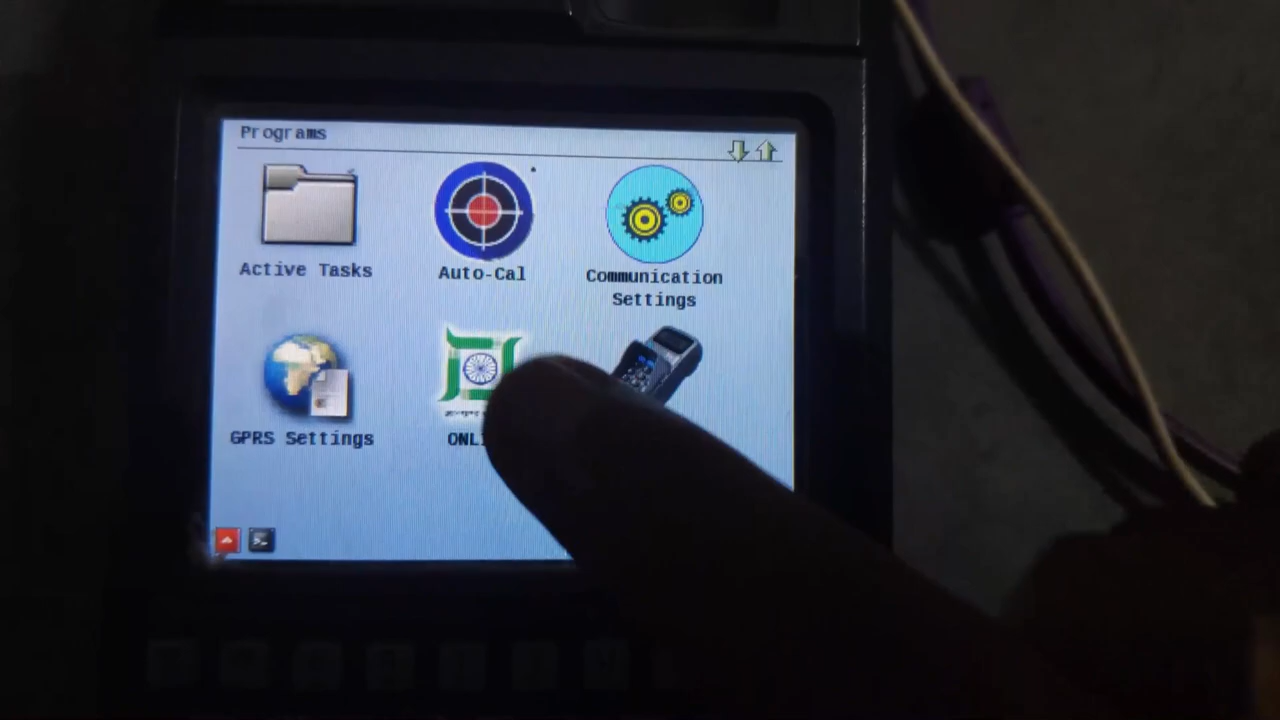 Programs
Active Tasks
Auto-Cal
Communication
Settings
GPRS Settings